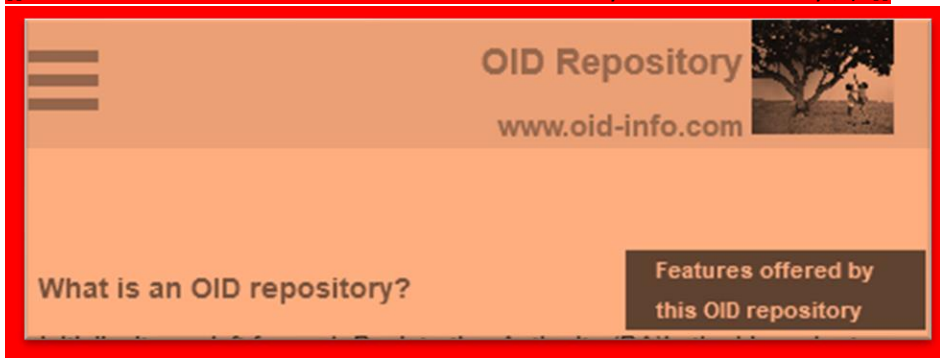 OID Repository
www.oid-info.com
What is an OID repository?
Features offered by
this OID repository